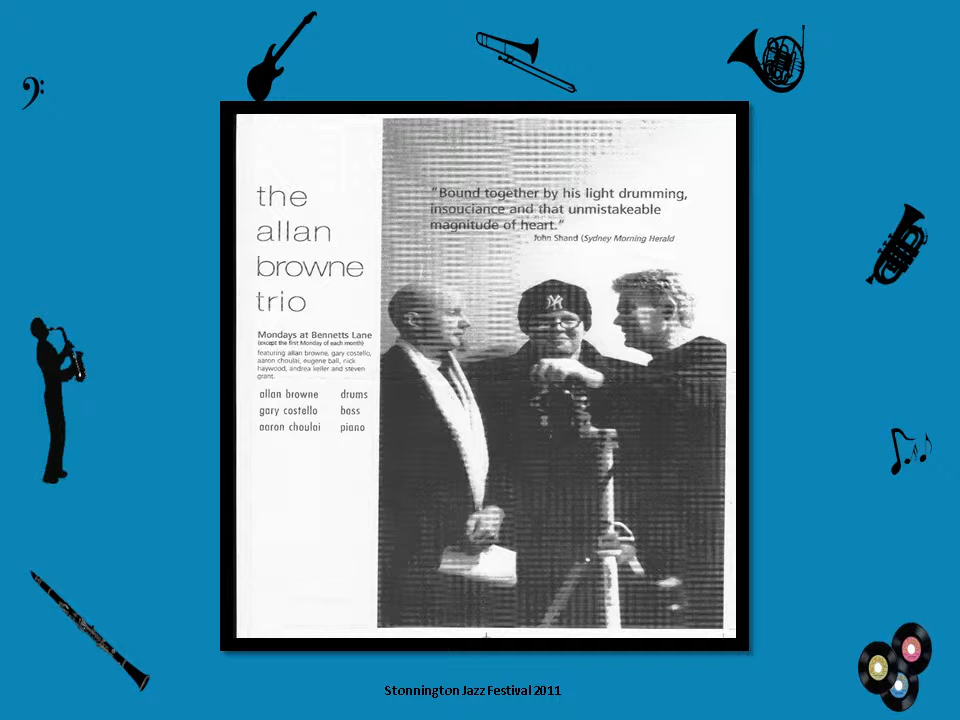 the
allan
browne
trio
Mondays at Bennetts Lane
(except the first Monday of each month)
featuring allan browne, gary costello,
aaron choulai, eugene ball, nick
haywood, andrea keller and steven
grant.
allan browne drums
gary costello bass
aaron choulai piano
"Bound together by his light drumming,
insouciance and that unmistakeable
magnitude of heart."
John Shand (Sydney Morning Herald
NY
Stonnington Jazz Festival 2011